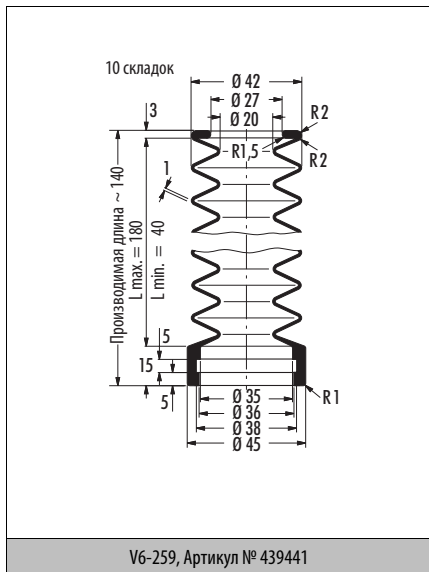 10 складок
Ø 42
Ø 27
Ø 20
3
R2
R1,5
R2
1
Производимая длина ~ 140
L max. = 180
L min. = 40
5
15
5
Ø 35
Ø 36
Ø 38
Ø 45
R1
V6-259, Артикул № 439441